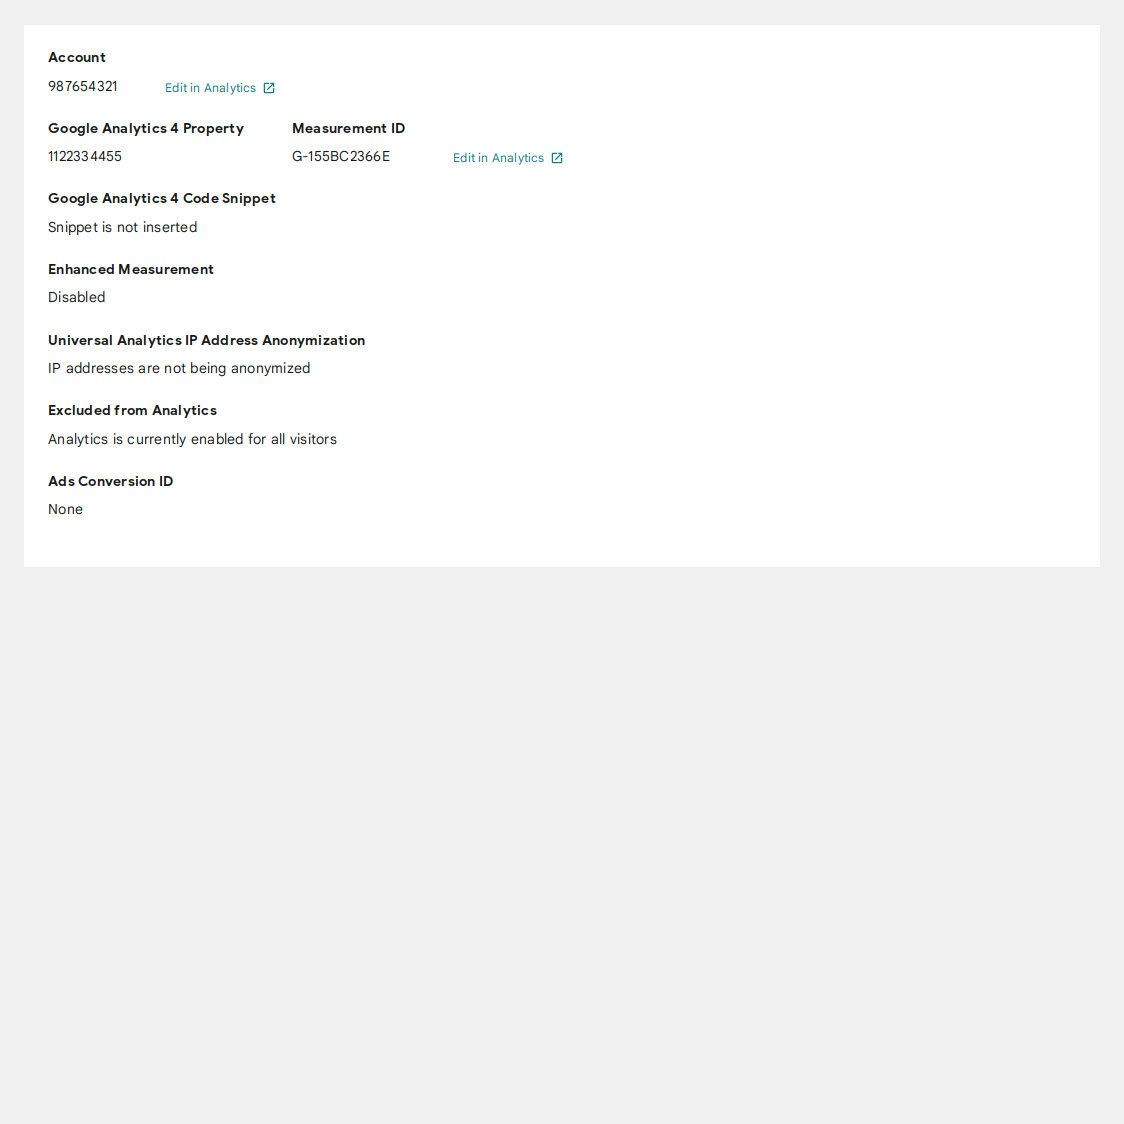 Account
987654321 Edit in Analytics
Google Analytics 4 Property Measurement ID
1122334455 G-155BC2366E Edit in Analytics
Google Analytics 4 Code Snippet
Snippet is not inserted
Enhanced Measurement
Disabled
Universal Analytics IP Address Anonymization
IP addresses are not being anonymized
Excluded from Analytics
Analytics is currently enabled for all visitors
Ads Conversion ID
None